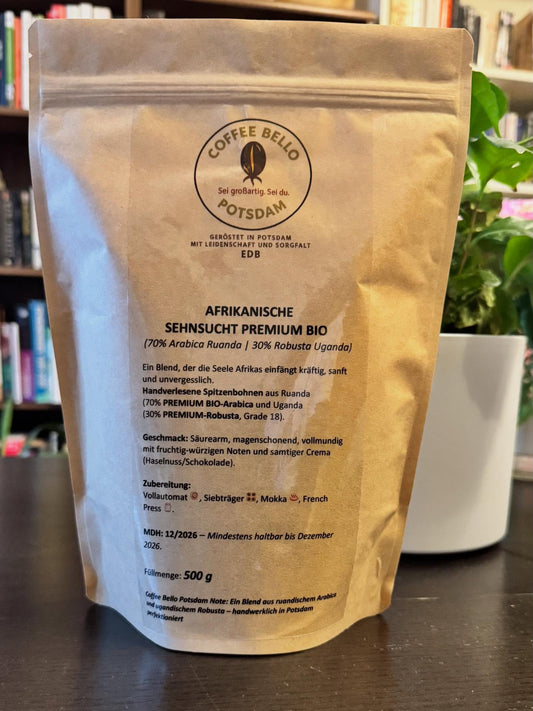 COFFEE BELLO
Sei großartig. Sei du.
POTSDAM
GERÖSTET IN POTSDAM
MIT LEIDENSCHAFT UND SORGFALT
EDB
AFRIKANISCHE
SEHNSUCHT PREMIUM BIO
(70% Arabica Ruanda | 30% Robusta Uganda)
Ein Blend, der die Seele Afrikas einfängt kräftig, sanft
und unvergesslich.
Handverlesene Spitzenbohnen aus Ruanda
(70% PREMIUM BIO-Arabica und Uganda
(30% PREMIUM-Robusta, Grade 18).
Geschmack: Säurearm, magenschonend, vollmundig
mit fruchtig-würzigen Noten und samtiger Crema
(Haselnuss/Schokolade).
Zubereitung:
Vollautomat , Siebträger , Mokka , French
Press .
MDH: 12/2026 – Mindestens haltbar bis Dezember
2026.
Füllmenge: 500 g
Coffee Bello Potsdam Note: Ein Blend aus ruandischem Arabica
und ugandischem Robusta – handwerklich in Potsdam
perfektioniert